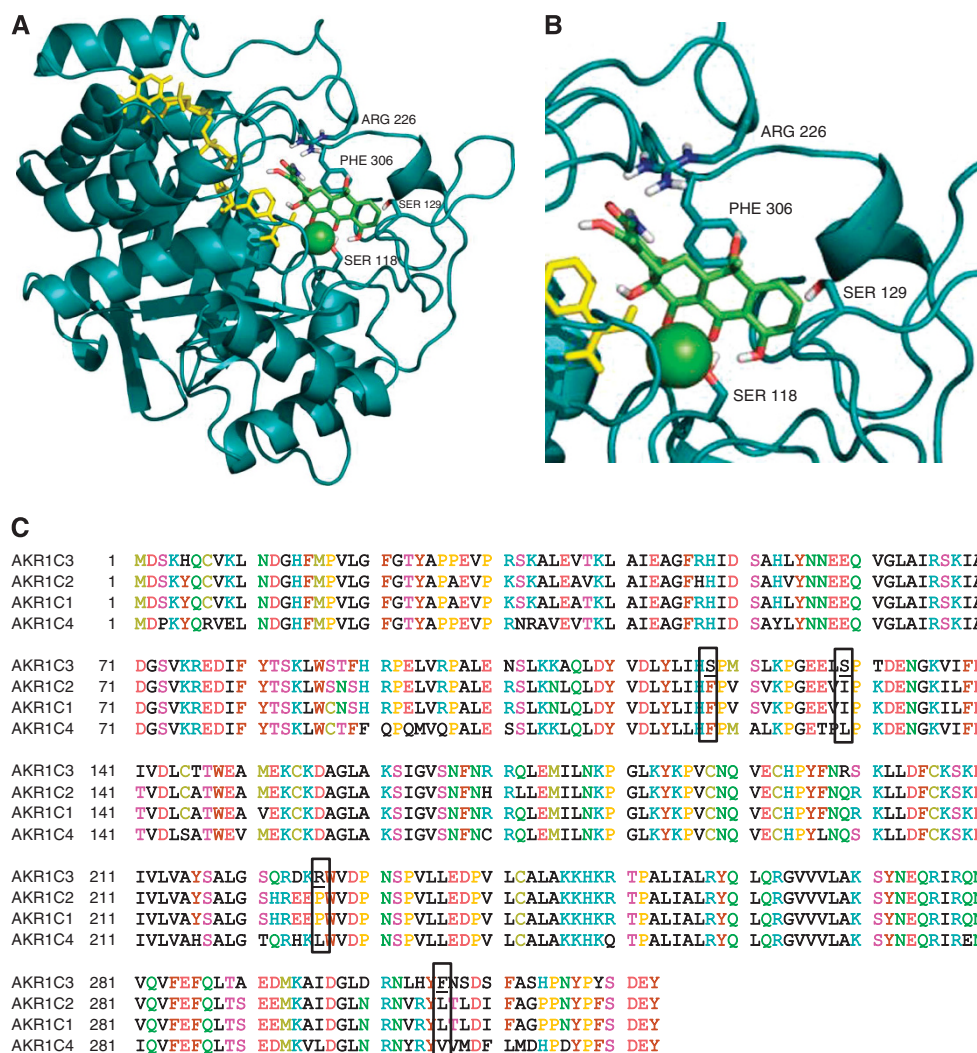 A
ARG 226
PHE 306
SER 129
SER 118
B
ARG 226
PHE 306
SER 129
SER 118
C
AKR1C3 1 MDSKHQCVKL NDGHFMPVLG FGTYAPPEVP RSKALEVTKL AIEAGFRHID SAHLYNNEEQ VGLAIRSKIA
AKR1C2 1 MDSKYQCVKL NDGHFMPVLG FGTYAPAEVP KSKALEAVKL AIEAGFHHID SAHVYNNEEQ VGLAIRSKIA
AKR1C1 1 MDSKYQCVKL NDGHFMPVLG FGTYAPAEVP KSKALEATKL AIEAGFRHID SAHLYNNEEQ VGLAIRSKIA
AKR1C4 1 MDPKYQRVEL NDGHFMPVLG FGTYAPPEVP RNRAVEVTKL AIEAGFRHID SAYLYNNEEQ VGLAIRSKIA
AKR1C3 71 DGSVKREDIF YTSKLWSTFH RPELVRPALE NSLKKAQLDY VDLYLIHSPM SLKPGEELSP TDENGKVIFD
AKR1C2 71 DGSVKREDIF YTSKLWSNSH RPELVRPALE RSLKNLQLDY VDLYLIHFPV SVKPGEEVIP KDENGKILFD
AKR1C1 71 DGSVKREDIF YTSKLWCNSH RPELVRPALE RSLKNLQLDY VDLYLIHFPV SVKPGEEVIP KDENGKILFD
AKR1C4 71 DGSVKREDIF YTSKLWCTFF QPQMVQPALE SSLKKLQLDY VDLYLLHFPM ALKPGETPLP KDENGKVIFD
AKR1C3 141 IVDLCTTWEA MEKCKDAGLA KSIGVSNFNR RQLEMILNKP GLKYKPVCNQ VECHPYFNRS KLLDFCKSKD
AKR1C2 141 TVDLCATWEA MEKCKDAGLA KSIGVSNFNH RLLEMILNKP GLKYKPVCNQ VECHPYFNQR KLLDFCKSKD
AKR1C1 141 TVDLCATWEA MEKCKDAGLA KSIGVSNFNR RQLEMILNKP GLKYKPVCNQ VECHPYFNQR KLLDFCKSKD
AKR1C4 141 TVDLSATWEV MEKCKDAGLA KSIGVSNFNC RQLEMILNKP GLKYKPVCNQ VECHPYLNQS KLLDFCKSKD
AKR1C3 211 IVLVAYSALG SQRDKRWVDP NSPVLLEDPV LCALAKKHKR TPALIALRYQ LQRGVVVLAK SYNEQRIRQN
AKR1C2 211 IVLVAYSALG SHREEPWVDP NSPVLLEDPV LCALAKKHKR TPALIALRYQ LQRGVVVLAK SYNEQRIRQN
AKR1C1 211 IVLVAYSALG SHREEPWVDP NSPVLLEDPV LCALAKKHKR TPALIALRYQ LQRGVVVLAK SYNEQRIRQN
AKR1C4 211 IVLVAHSALG TQRHKLWVDP NSPVLLEDPV LCALAKKHKQ TPALIALRYQ LQRGVVVLAK SYNEQRIREN
AKR1C3 281 VQVFEFQLTA EDMKAIDGLD RNLHYFNSDS FASHPNYPYS DEY
AKR1C2 281 VQVFEFQLTS EEMKAIDGLN RNVRYLTLDI FAGPPNYPFS DEY
AKR1C1 281 VQVFEFQLTS EEMKAIDGLN RNVRYLTLDI FAGPPNYPFS DEY
AKR1C4 281 IQVFEFQLTS EDMKVLDGLN RNYRYVVMDF LMDHPDYPFS DEY